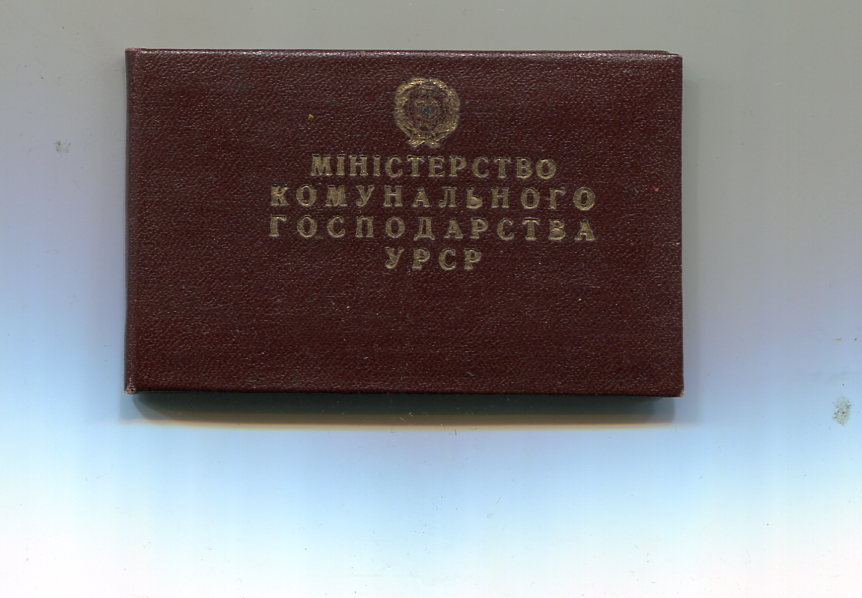 МІНІСТЕРСТВО
КОМУНАЛЬНОГО
ГОСПОДАРСТВА
УРСР